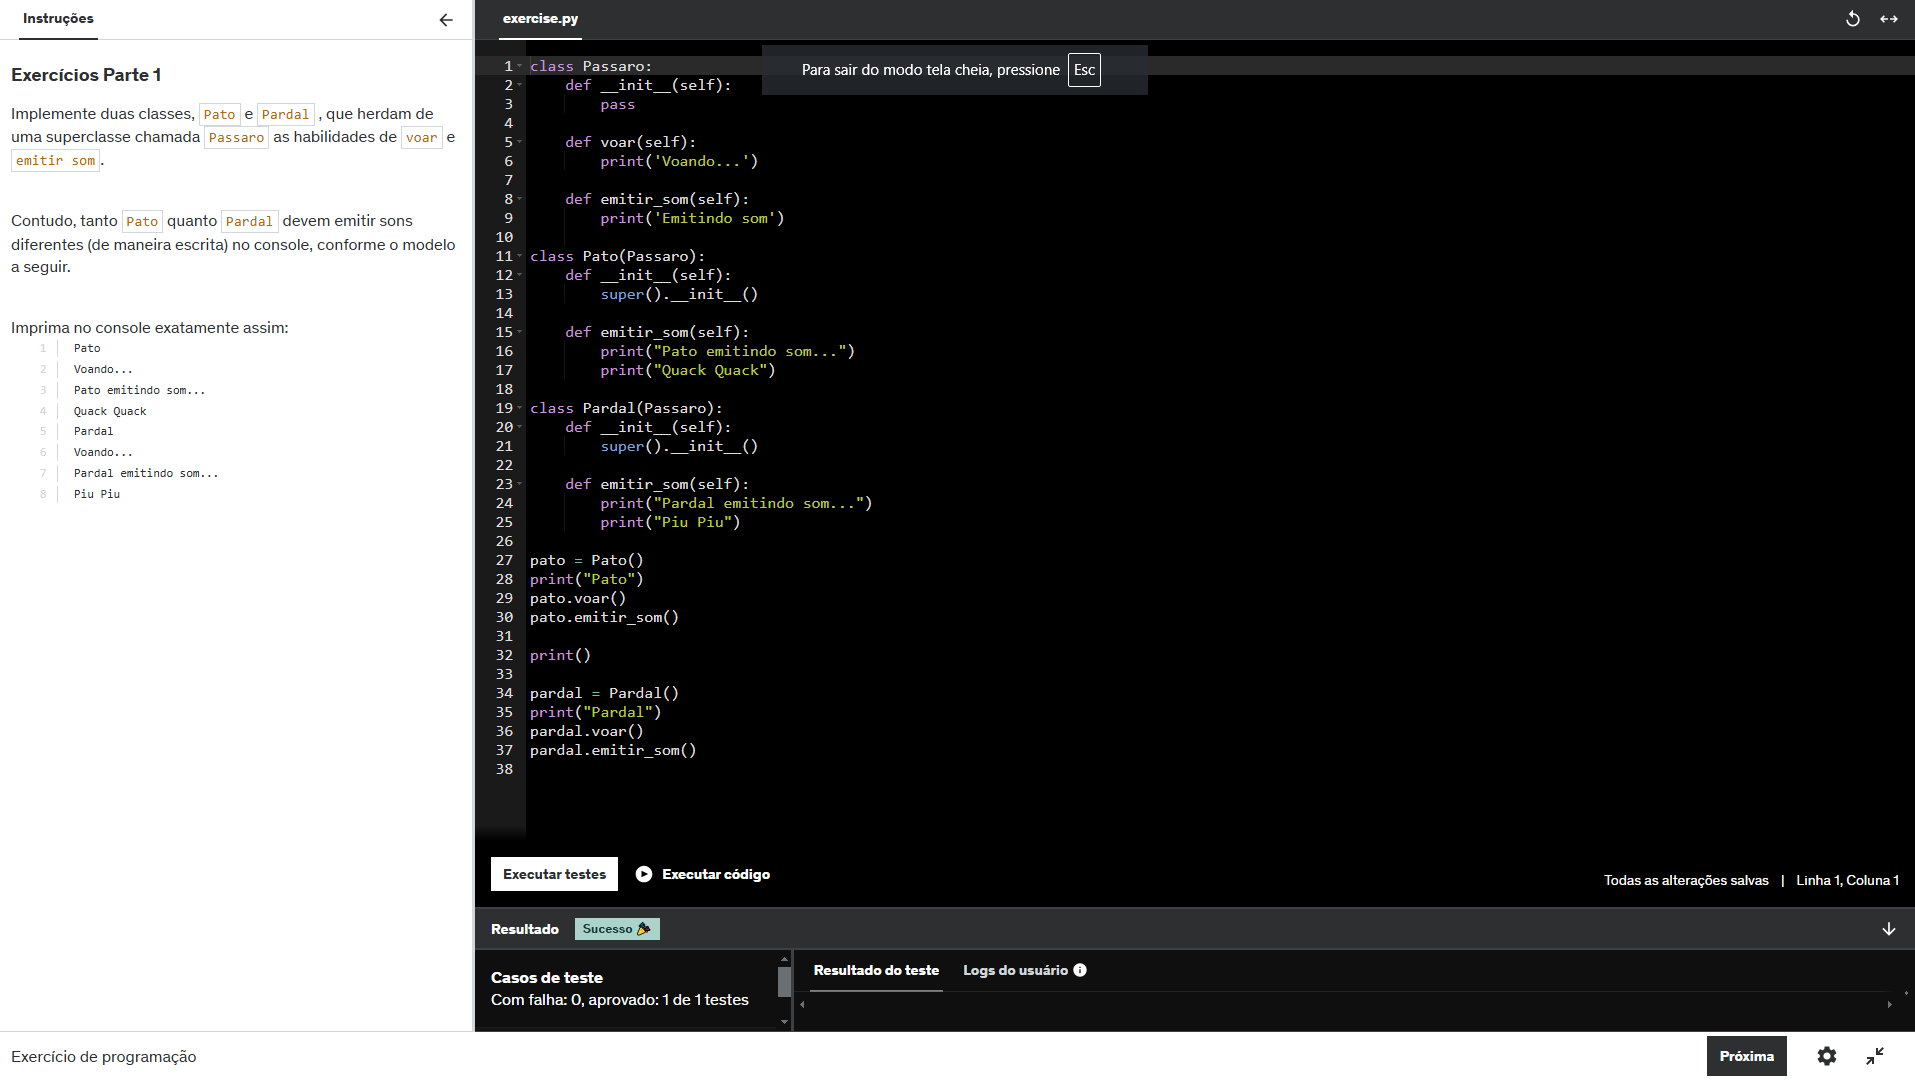 Instruções
Exercícios Parte 1
Implemente duas classes, Pato e Pardal , que herdam de
uma superclasse chamada Passaro as habilidades de voar e
emitir som.
Contudo, tanto Pato quanto Pardal devem emitir sons
diferentes (de maneira escrita) no console, conforme o modelo
a seguir.
Imprima no console exatamente assim:
1 Pato
2 Voando...
3 Pato emitindo som...
4 Quack Quack
5 Pardal
6 Voando...
7 Pardal emitindo som...
8 Piu Piu
exercise.py
Para sair do modo tela cheia, pressione Esc
1 class Passaro:
2     def __init__(self):
3         pass
4
5     def voar(self):
6         print('Voando...')
7
8     def emitir_som(self):
9         print('Emitindo som')
10
11 class Pato(Passaro):
12     def __init__(self):
13         super().__init__()
14
15     def emitir_som(self):
16         print("Pato emitindo som...")
17         print("Quack Quack")
18
19 class Pardal(Passaro):
20     def __init__(self):
21         super().__init__()
22
23     def emitir_som(self):
24         print("Pardal emitindo som...")
25         print("Piu Piu")
26
27 pato = Pato()
28 print("Pato")
29 pato.voar()
30 pato.emitir_som()
31
32 print()
33
34 pardal = Pardal()
35 print("Pardal")
36 pardal.voar()
37 pardal.emitir_som()
38
Executar testes Executar código
Todas as alterações salvas | Linha 1, Coluna 1
Resultado Sucesso
Casos de teste
Com falha: 0, aprovado: 1 de 1 testes
Resultado do teste Logs do usuário
Exercício de programação
Próxima